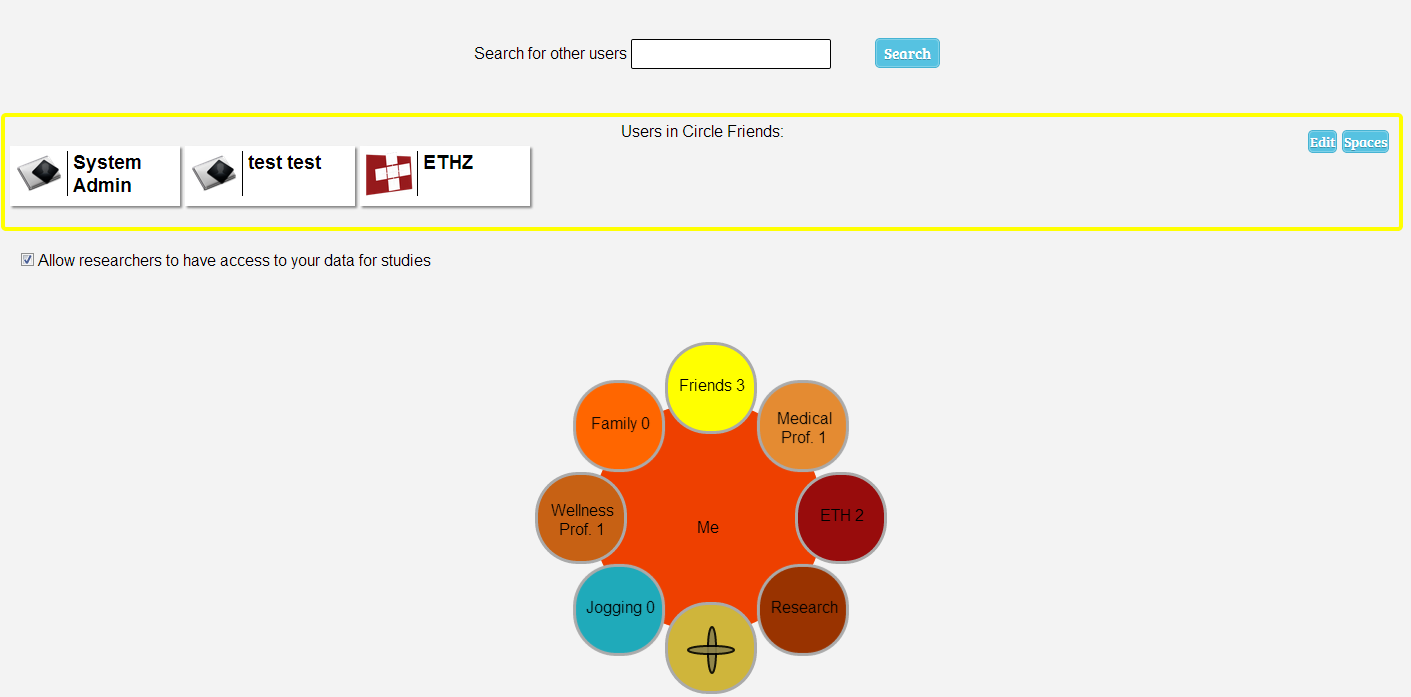 Search for other users
Search
Users in Circle Friends:
Edit Spaces
System
Admin
test test
ETHZ
Allow researchers to have access to your data for studies
Friends 3
Family 0
Medical
Prof. 1
Wellness
Prof. 1
Me
ETH 2
Jogging 0
Research